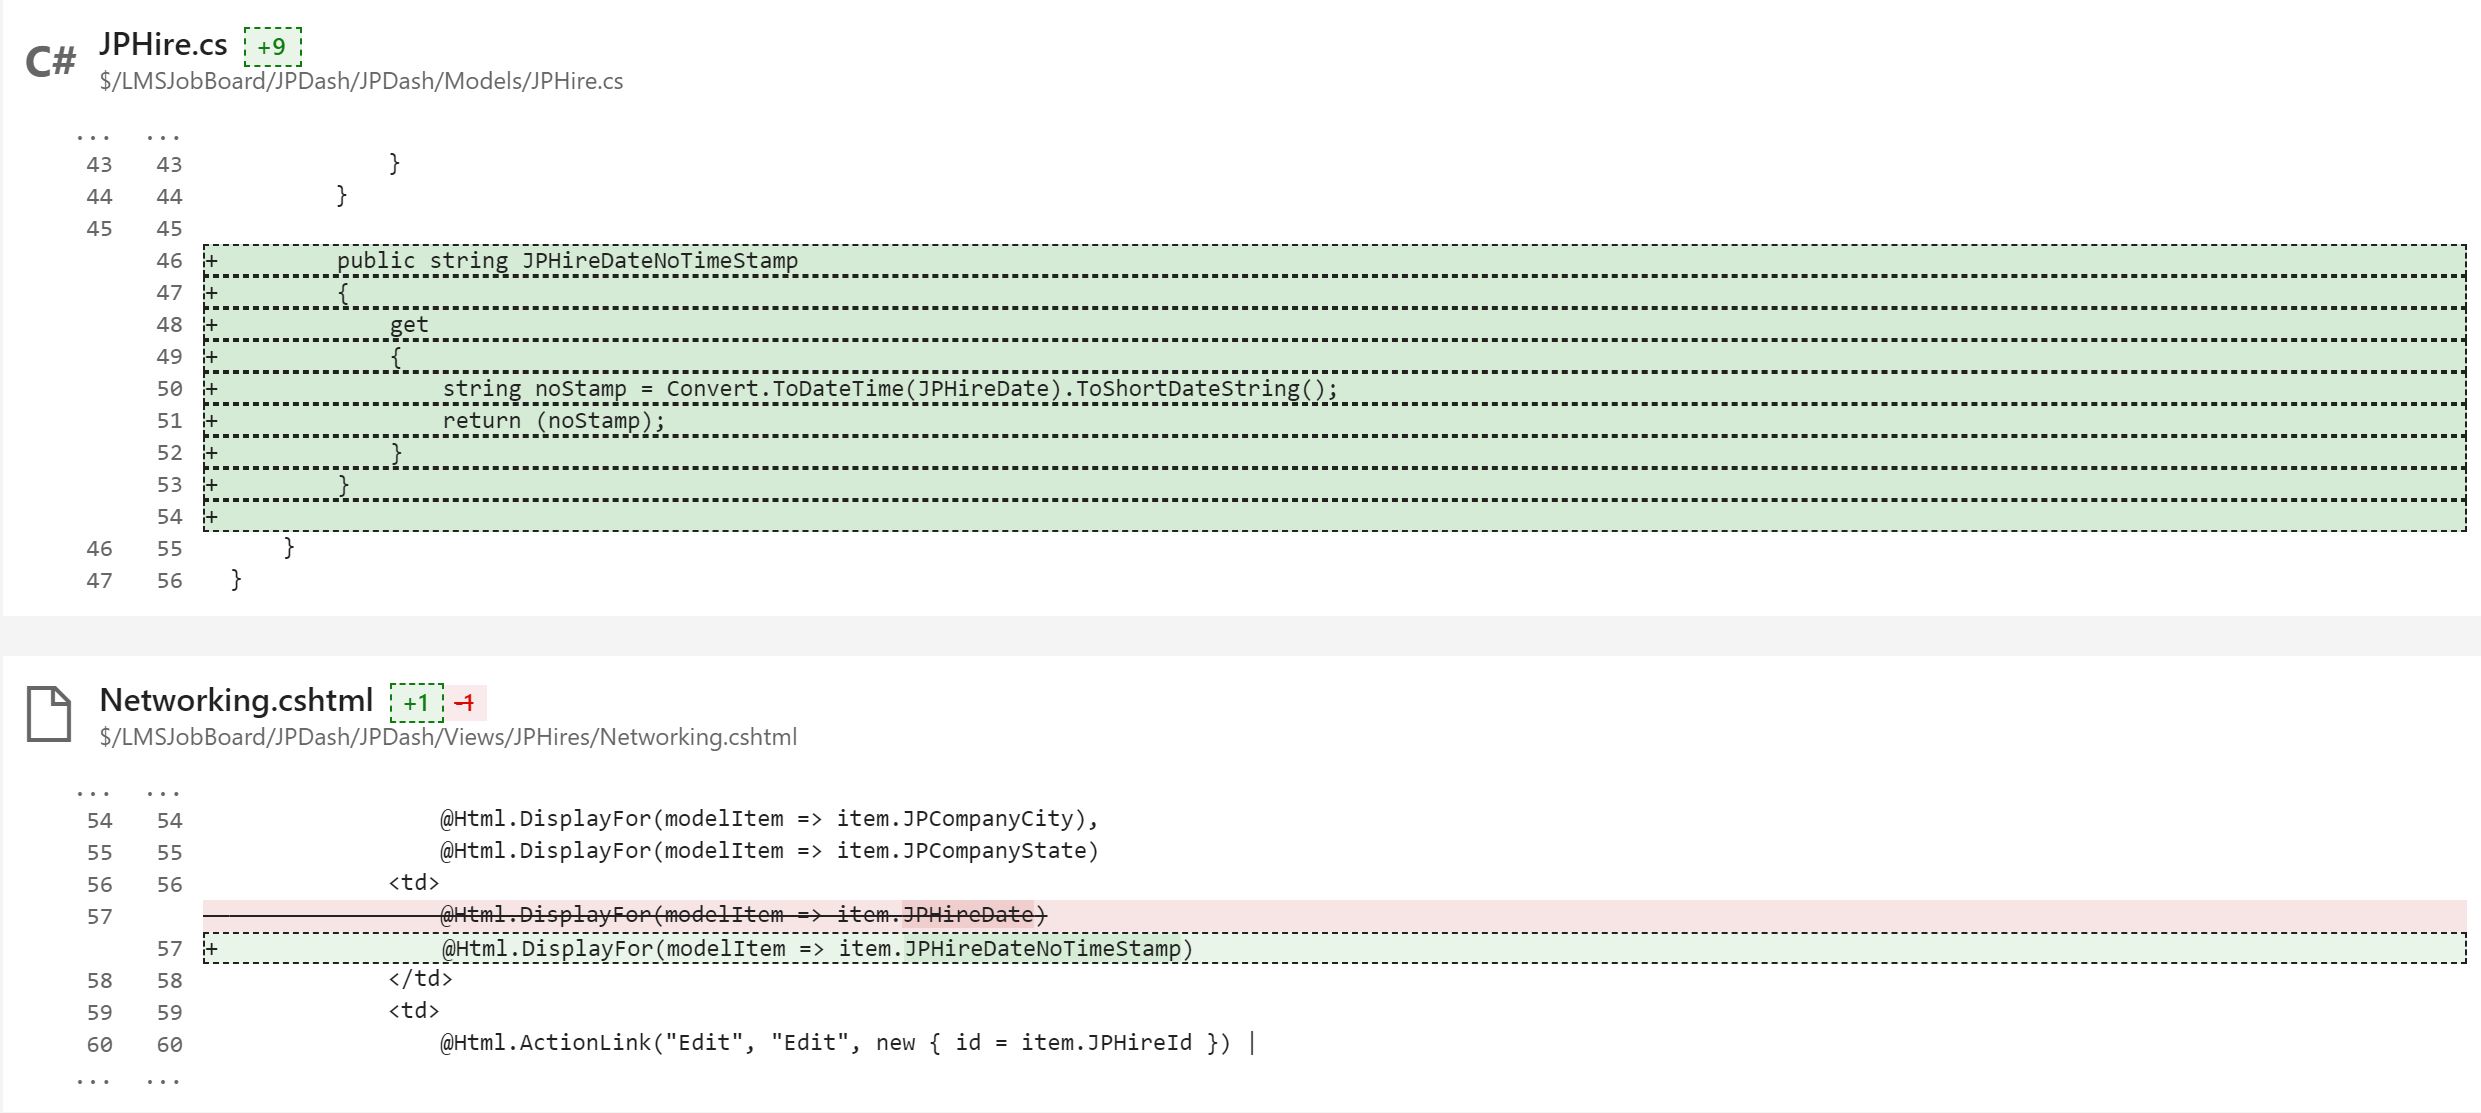 C# JPHire.cs +9
$/LMSJobBoard/JPDash/JPDash/Models/JPHire.cs
... ...
43 43             }
44 44         }
45 45
46 +         public string JPHireDateNoTimeStamp
47 +         {
48 +             get
49 +             {
50 +                 string noStamp = Convert.ToDateTime(JPHireDate).ToShortDateString();
51 +                 return (noStamp);
52 +             }
53 +         }
54 +
46 55     }
47 56 }
Networking.cshtml +1 -1
$/LMSJobBoard/JPDash/JPDash/Views/JPHires/Networking.cshtml
... ...
54 54                 @Html.DisplayFor(modelItem => item.JPCompanyCity),
55 55                 @Html.DisplayFor(modelItem => item.JPCompanyState)
56 56             <td>
57 —                 @Html.DisplayFor(modelItem => item.JPHireDate)
57 +                 @Html.DisplayFor(modelItem => item.JPHireDateNoTimeStamp)
58 58             </td>
59 59             <td>
60 60                 @Html.ActionLink("Edit", "Edit", new { id = item.JPHireId }) |
... ...